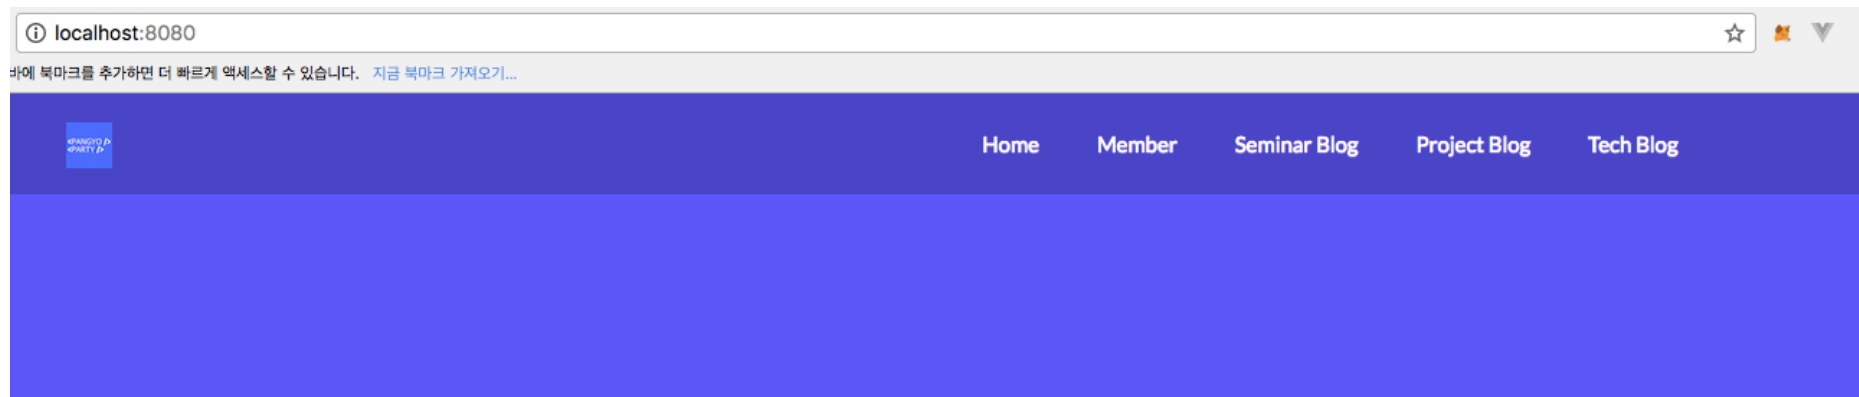 localhost:8080
바에 북마크를 추가하면 더 빠르게 액세스할 수 있습니다. 지금 북마크 가져오기...
<PANGYO />
<PARTY />
Home Member Seminar Blog Project Blog Tech Blog